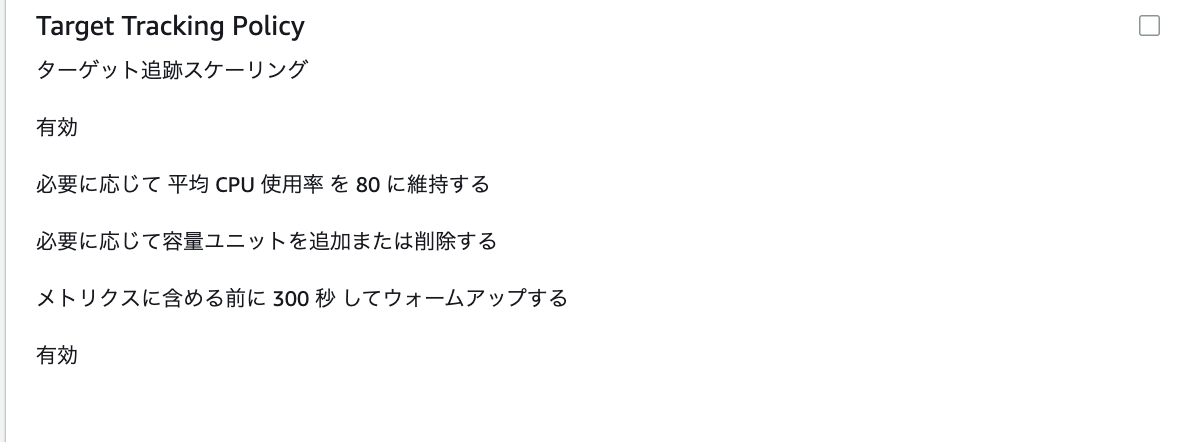 Target Tracking Policy
ターゲット追跡スケーリング
有効
必要に応じて 平均 CPU 使用率 を 80 に維持する
必要に応じて容量ユニットを追加または削除する
メトリクスに含める前に 300 秒 してウォームアップする
有効